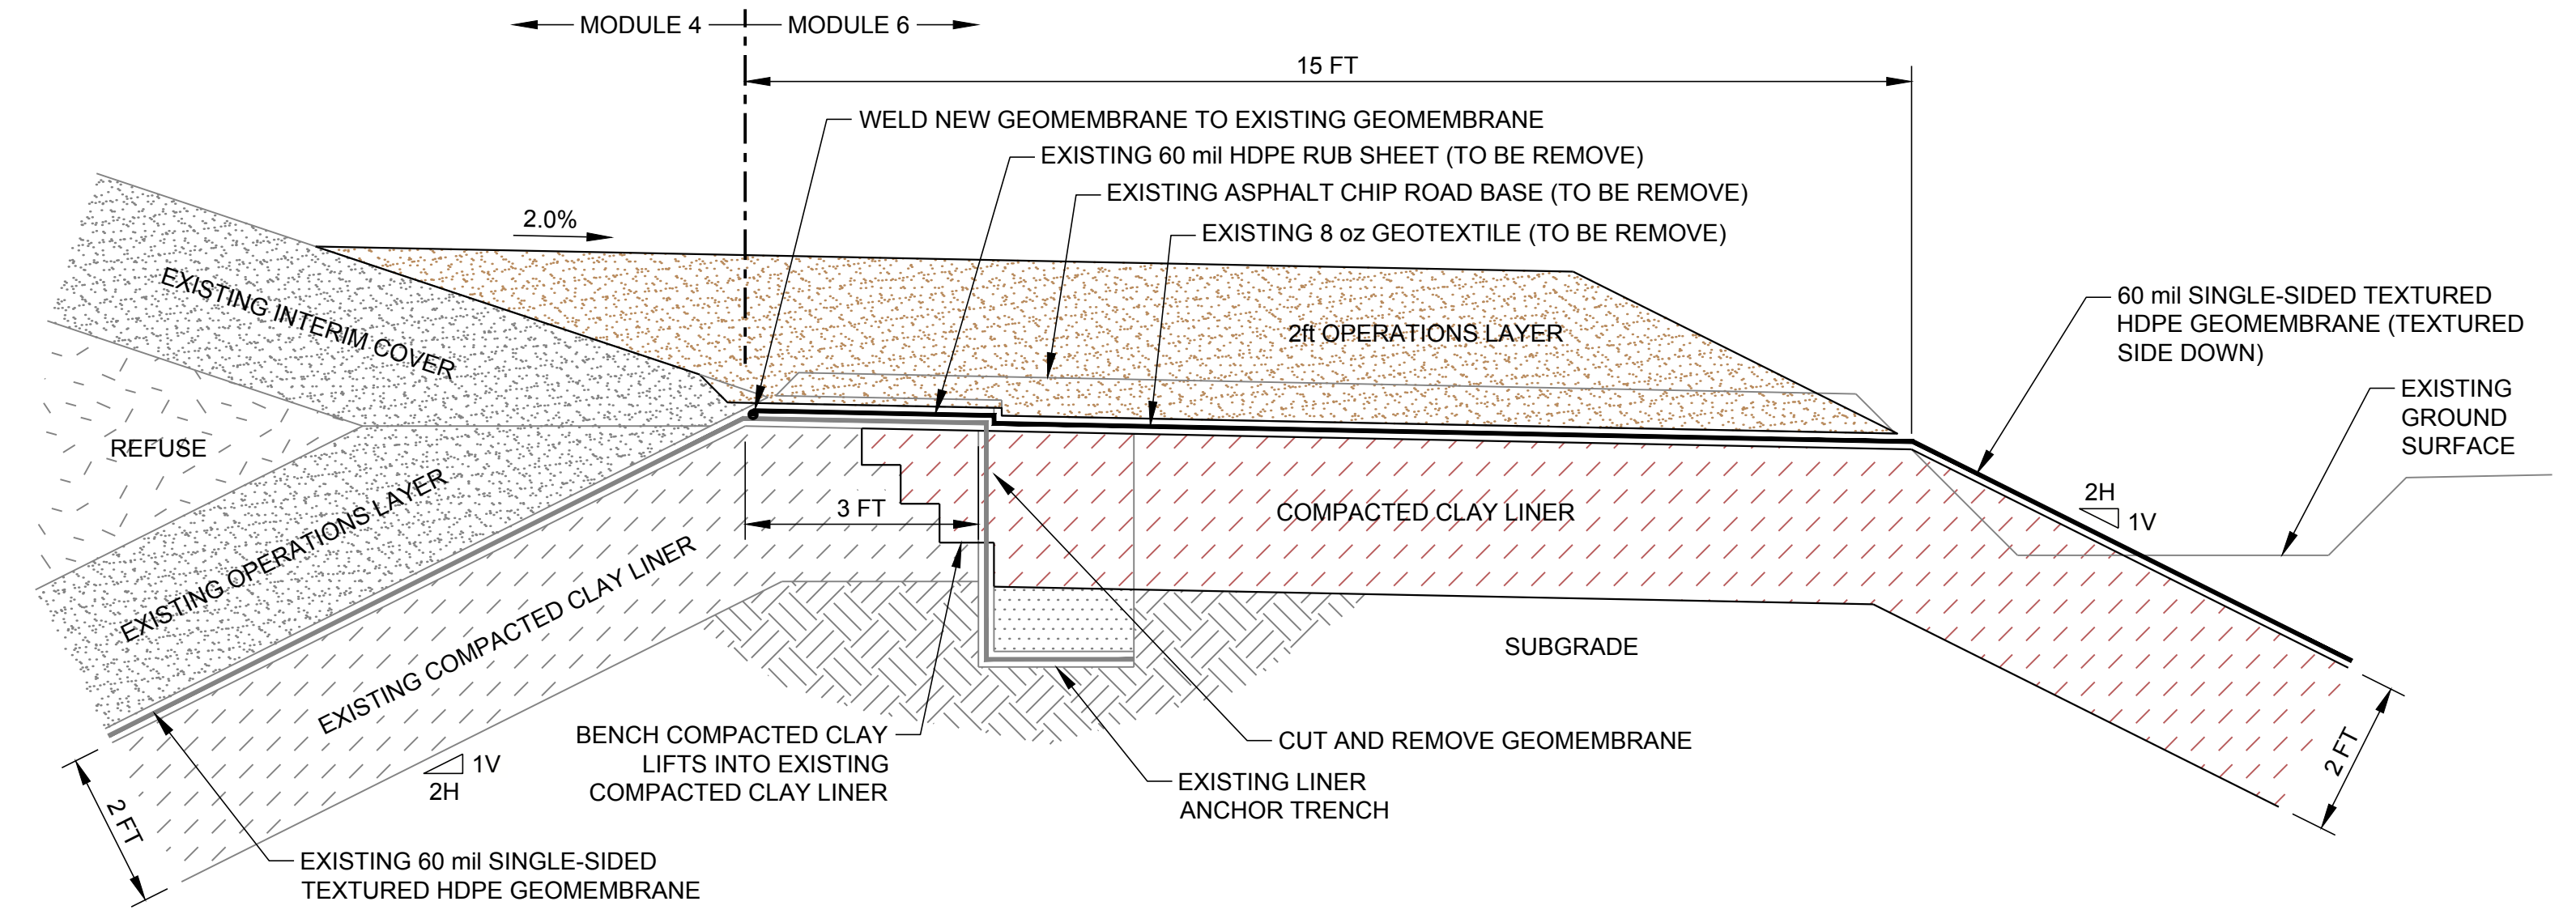 MODULE 4
MODULE 6
15 FT
WELD NEW GEOMEMBRANE TO EXISTING GEOMEMBRANE
EXISTING 60 mil HDPE RUB SHEET (TO BE REMOVE)
EXISTING ASPHALT CHIP ROAD BASE (TO BE REMOVE)
EXISTING 8 oz GEOTEXTILE (TO BE REMOVE)
2.0%
EXISTING INTERIM COVER
2ft OPERATIONS LAYER
60 mil SINGLE-SIDED TEXTURED
HDPE GEOMEMBRANE (TEXTURED
SIDE DOWN)
EXISTING
GROUND
SURFACE
REFUSE
EXISTING OPERATIONS LAYER
3 FT
COMPACTED CLAY LINER
2H
1V
EXISTING COMPACTED CLAY LINER
SUBGRADE
BENCH COMPACTED CLAY
LIFTS INTO EXISTING
COMPACTED CLAY LINER
CUT AND REMOVE GEOMEMBRANE
EXISTING LINER
ANCHOR TRENCH
1V
2H
2 FT
2 FT
EXISTING 60 mil SINGLE-SIDED
TEXTURED HDPE GEOMEMBRANE